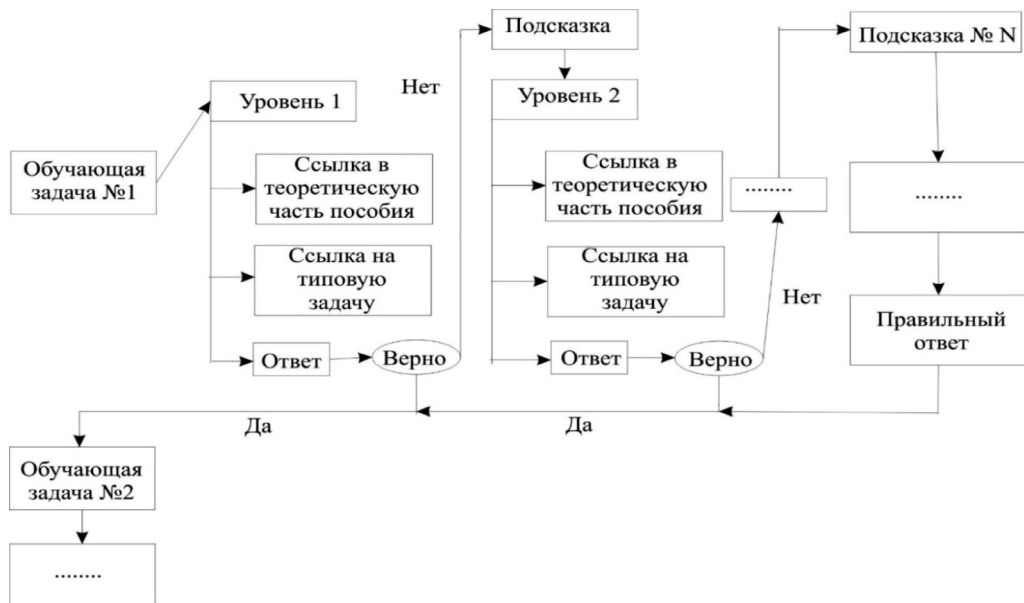 Обучающая
задача №1
Уровень 1
Ссылка в
теоретическую
часть пособия
Ссылка на
типовую
задачу
Ответ
Верно
Нет
Подсказка
Уровень 2
Ссылка в
теоретическую
часть пособия
Ссылка на
типовую
задачу
Ответ
Верно
Нет
........
Подсказка № N
........
Правильный
ответ
Да
Да
Обучающая
задача №2
........